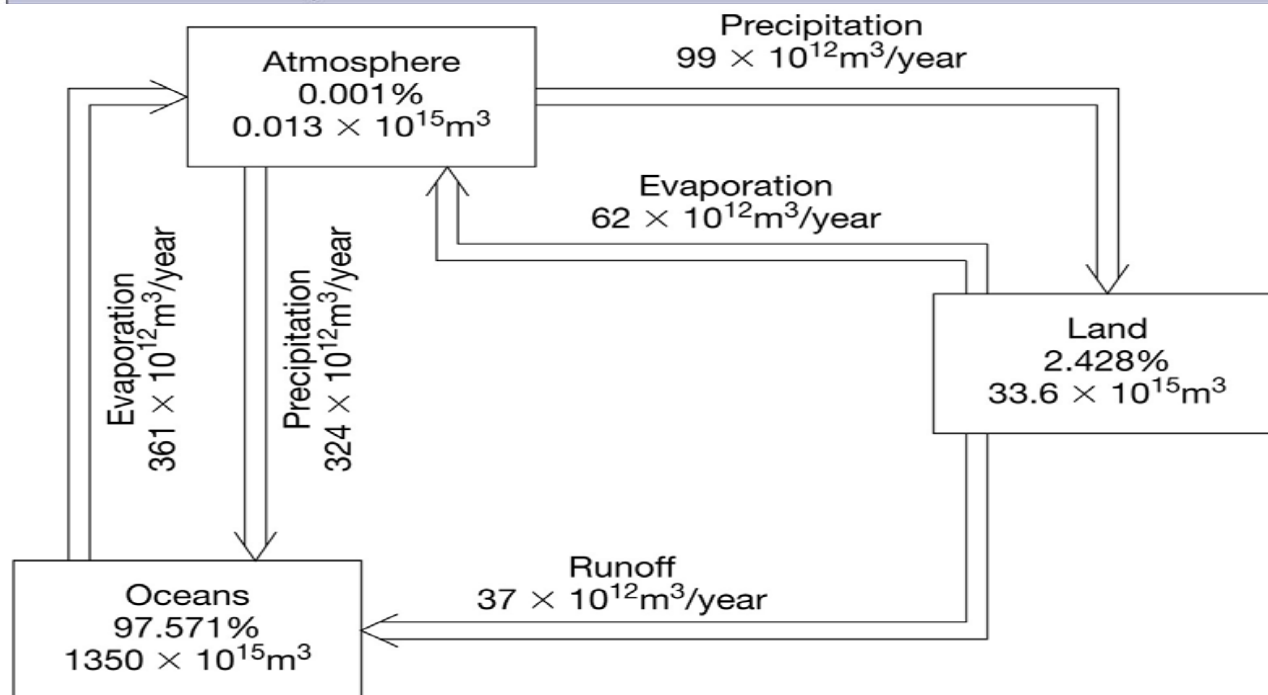 Precipitation
99 × 10¹²m³/year
Atmosphere
0.001%
0.013 × 10¹⁵m³
Evaporation
62 × 10¹²m³/year
Evaporation
361 × 10¹²m³/year
Precipitation
324 × 10¹²m³/year
Land
2.428%
33.6 × 10¹⁵m³
Runoff
37 × 10¹²m³/year
Oceans
97.571%
1350 × 10¹⁵m³